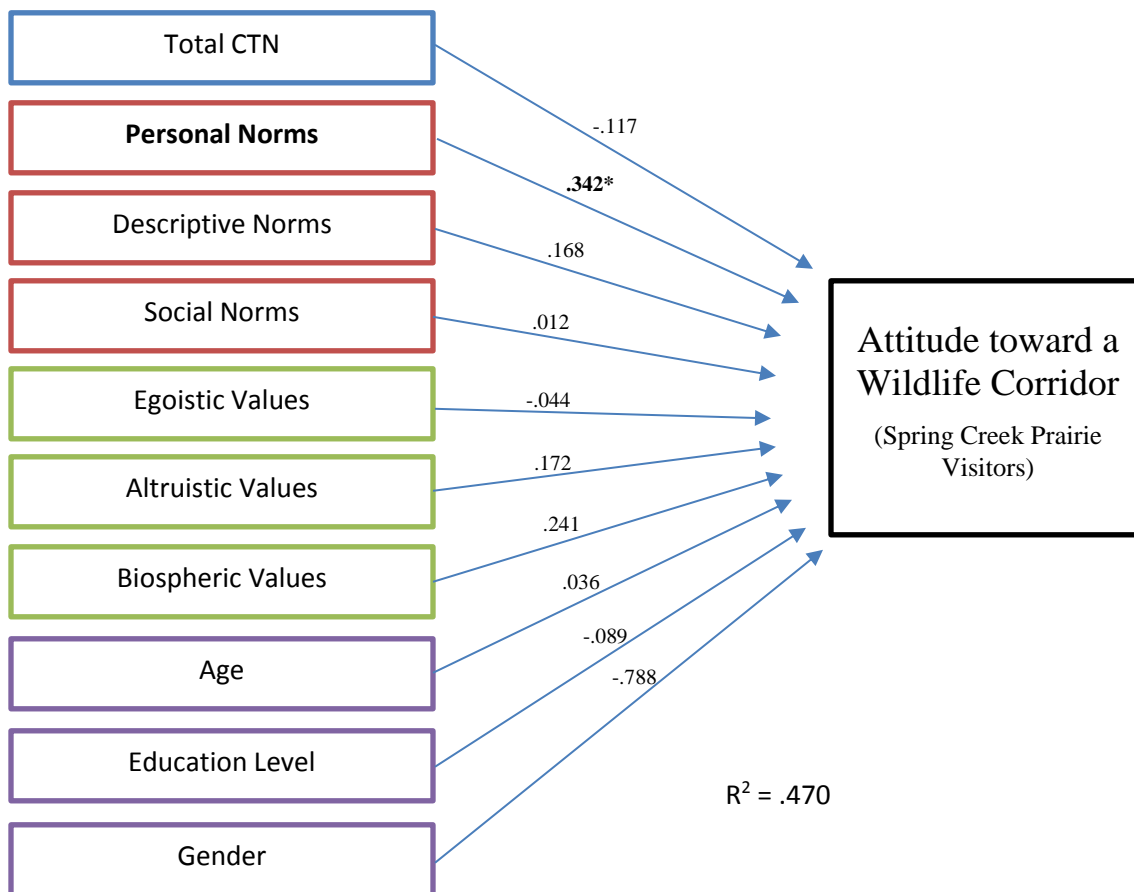 Total CTN
-.117
Personal Norms
.342*
Descriptive Norms
.168
Social Norms
.012
Egoistic Values
-.044
Altruistic Values
.172
Biospheric Values
.241
Age
.036
Education Level
-.089
Gender
-.788
Attitude toward a
Wildlife Corridor
(Spring Creek Prairie
Visitors)
R² = .470